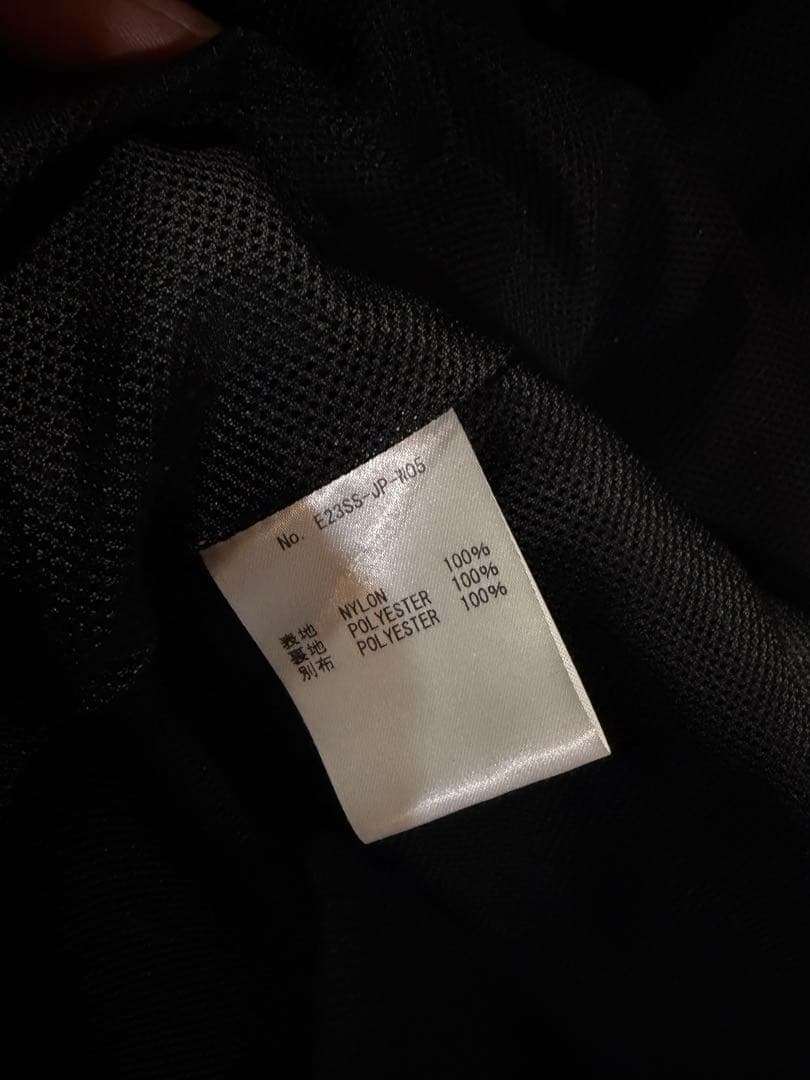 No. E23SS-JP-W05
表地 NYLON 100%
裏地 POLYESTER 100%
別布 POLYESTER 100%